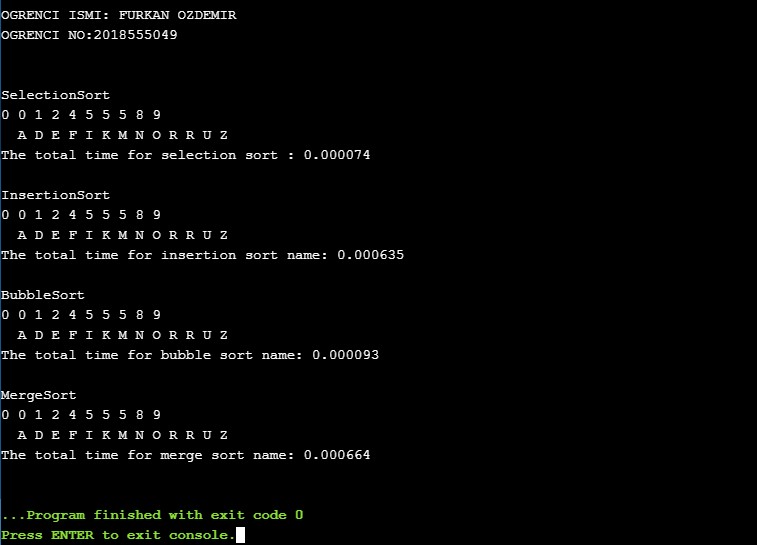 OGRENCI ISMI: FURKAN OZDEMIR
OGRENCI NO:2018555049
SelectionSort
0 0 1 2 4 5 5 5 8 9
A D E F I K M N O R R U Z
The total time for selection sort : 0.000074
InsertionSort
0 0 1 2 4 5 5 5 8 9
A D E F I K M N O R R U Z
The total time for insertion sort name: 0.000635
BubbleSort
0 0 1 2 4 5 5 5 8 9
A D E F I K M N O R R U Z
The total time for bubble sort name: 0.000093
MergeSort
0 0 1 2 4 5 5 5 8 9
A D E F I K M N O R R U Z
The total time for merge sort name: 0.000664
...Program finished with exit code 0
Press ENTER to exit console.